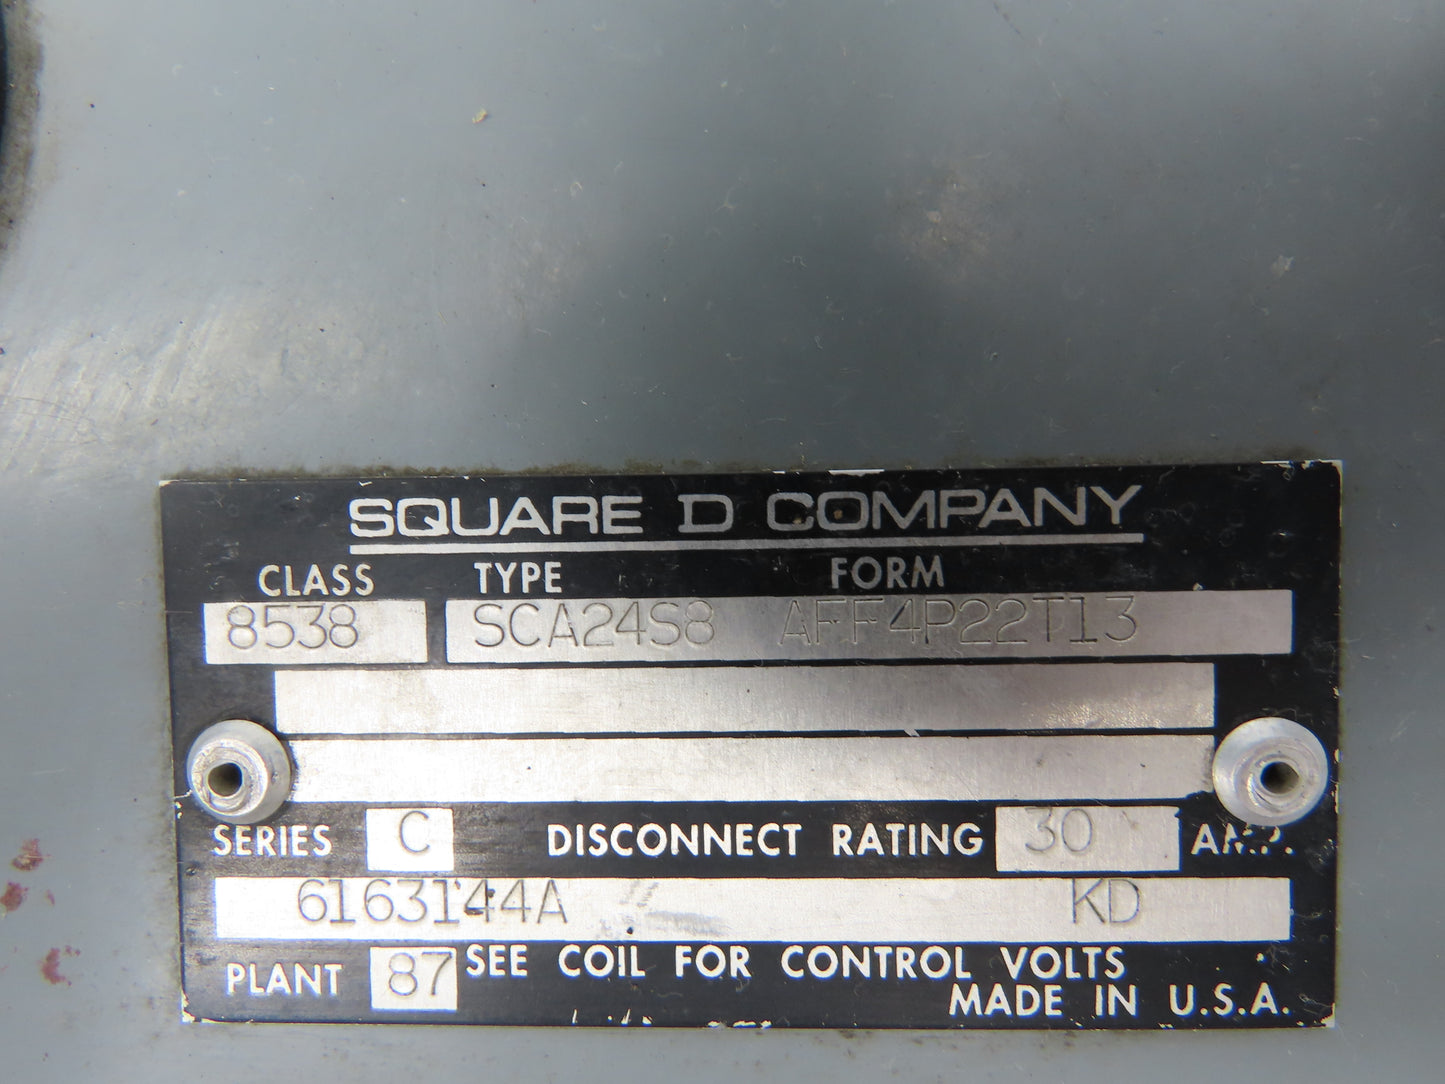 SQUARE D COMPANY
CLASS TYPE FORM
8538 SCA24S8 AFF4P22T13
SERIES C DISCONNECT RATING 30 AMP.
6163144A KD
PLANT 87 SEE COIL FOR CONTROL VOLTS
MADE IN U.S.A.